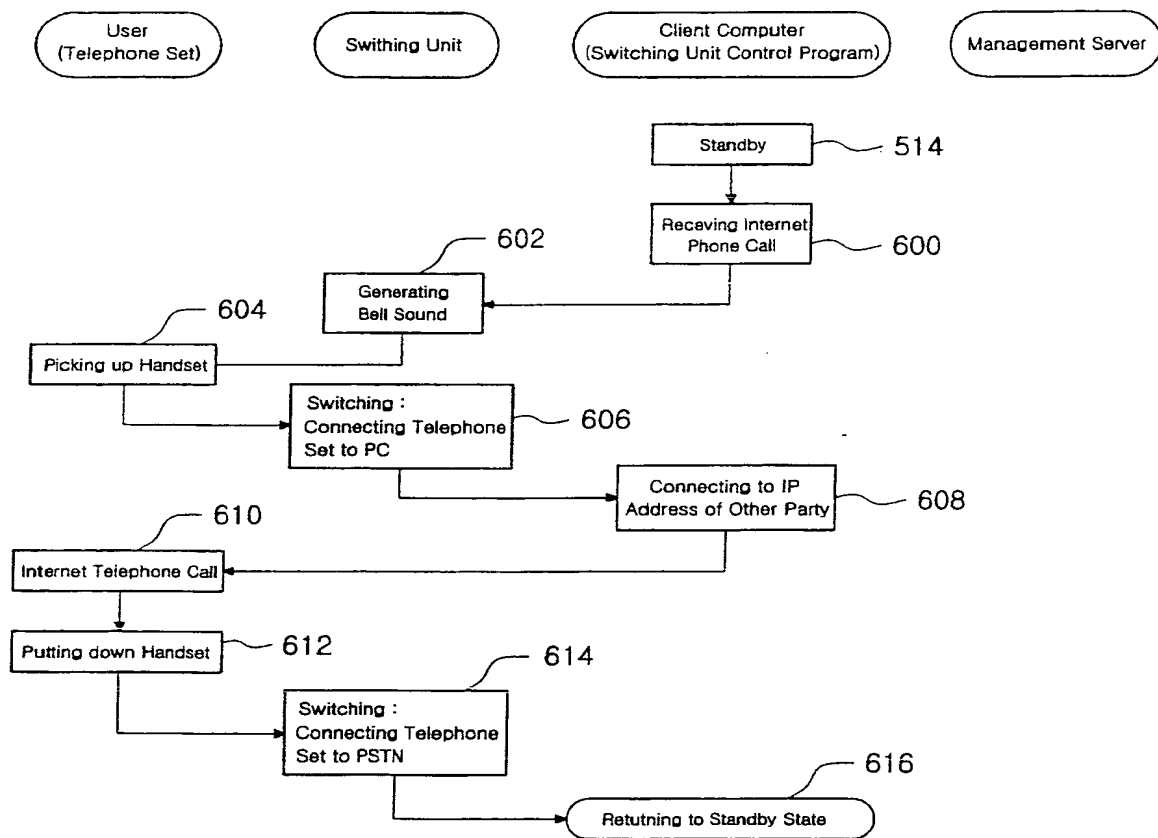 User
(Telephone Set)
Swithing Unit
Client Computer
(Switching Unit Control Program)
Management Server
Standby
514
Receving Internet
Phone Call
600
602
Generating
Bell Sound
604
Picking up Handset
Switching :
Connecting Telephone
Set to PC
606
Connecting to IP
Address of Other Party
608
610
Internet Telephone Call
Putting down Handset
612
614
Switching :
Connecting Telephone
Set to PSTN
616
Retutning to Standby State